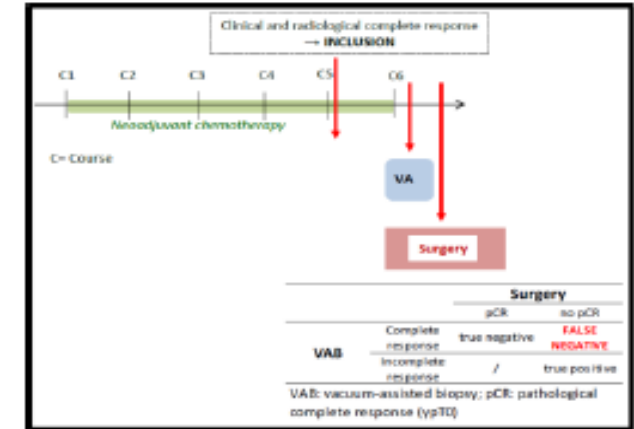 Clinical and radiological complete response
→ INCLUSION
C1 C2 C3 C4 C5 C6
Neoadjuvant chemotherapy
C= Course
VA
Surgery
Surgery
pCR no pCR
VAB Complete response true negative FALSE NEGATIVE
Incomplete response / true positive
VAB: vacuum-assisted biopsy; pCR: pathological
complete response (ypT0)